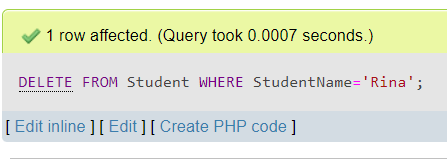 1 row affected. (Query took 0.0007 seconds.)
DELETE FROM Student WHERE StudentName='Rina';
[ Edit inline ] [ Edit ] [ Create PHP code ]